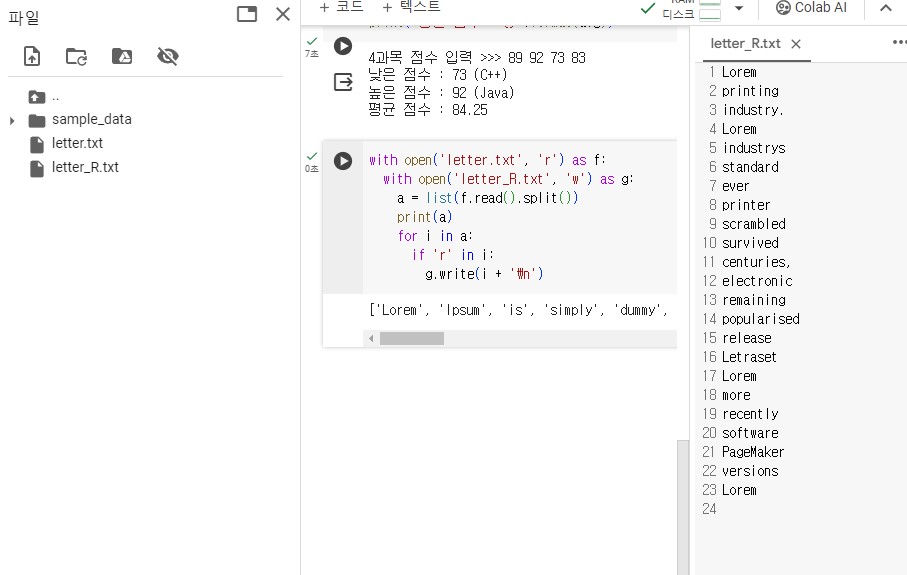 파일
..
sample_data
letter.txt
letter_R.txt
+ 코드 + 텍스트
RAM
디스크
Colab AI
7초
4과목 점수 입력 >>> 89 92 73 83
낮은 점수 : 73 (C++)
높은 점수 : 92 (Java)
평균 점수 : 84.25
0초
with open('letter.txt', 'r') as f:
with open('letter_R.txt', 'w') as g:
a = list(f.read().split())
print(a)
for i in a:
if 'r' in i:
g.write(i + '₩n')
['Lorem', 'Ipsum', 'is', 'simply', 'dummy',
letter_R.txt
1 Lorem
2 printing
3 industry.
4 Lorem
5 industrys
6 standard
7 ever
8 printer
9 scrambled
10 survived
11 centuries,
12 electronic
13 remaining
14 popularised
15 release
16 Letraset
17 Lorem
18 more
19 recently
20 software
21 PageMaker
22 versions
23 Lorem
24